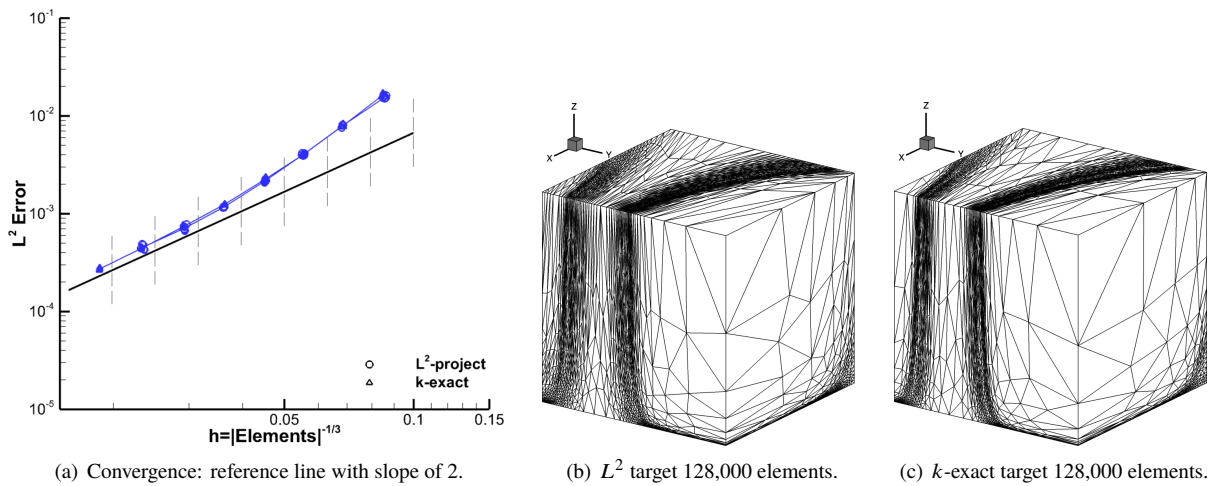 L² Error
10⁻¹
10⁻²
10⁻³
10⁻⁴
10⁻⁵
L²-project
k-exact
0.05
0.1
0.15
h=|Elements|⁻¹/³
(a) Convergence: reference line with slope of 2.
Z
X
Y
(b) L² target 128,000 elements.
Z
X
Y
(c) k-exact target 128,000 elements.